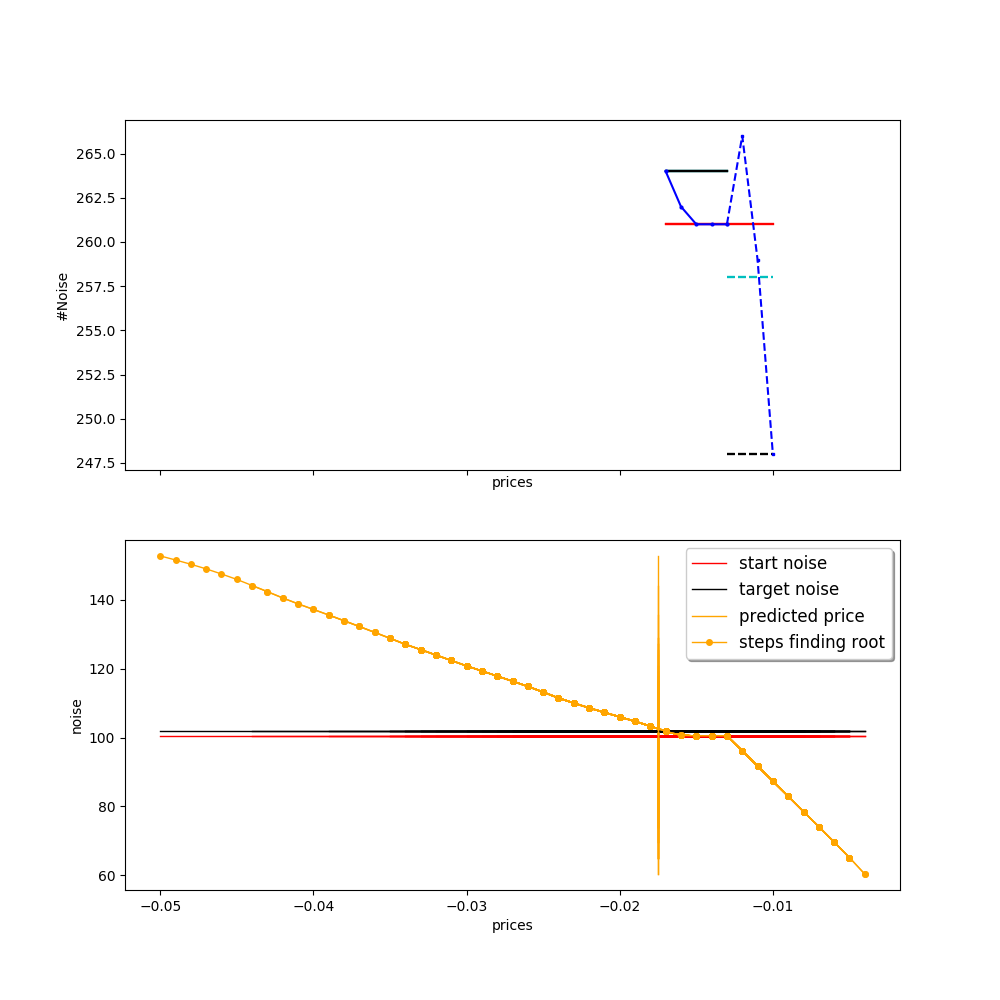 265.0
262.5
260.0
257.5
255.0
252.5
250.0
247.5
#Noise
prices
start noise
target noise
predicted price
steps finding root
140
120
100
80
60
noise
−0.05
−0.04
−0.03
−0.02
−0.01
prices